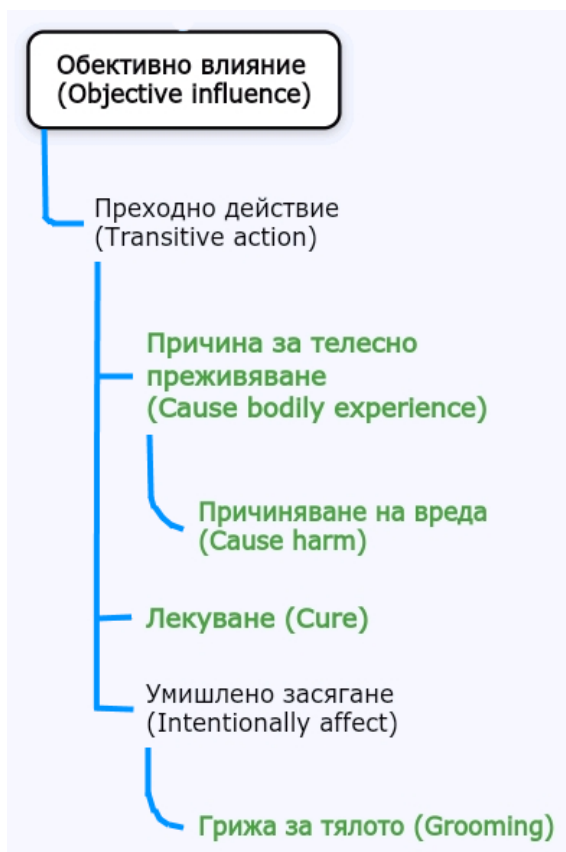 Обективно влияние
(Objective influence)
Преходно действие
(Transitive action)
Причина за телесно
преживяване
(Cause bodily experience)
Причиняване на вреда
(Cause harm)
Лекуване (Cure)
Умишлено засягане
(Intentionally affect)
Грижа за тялото (Grooming)